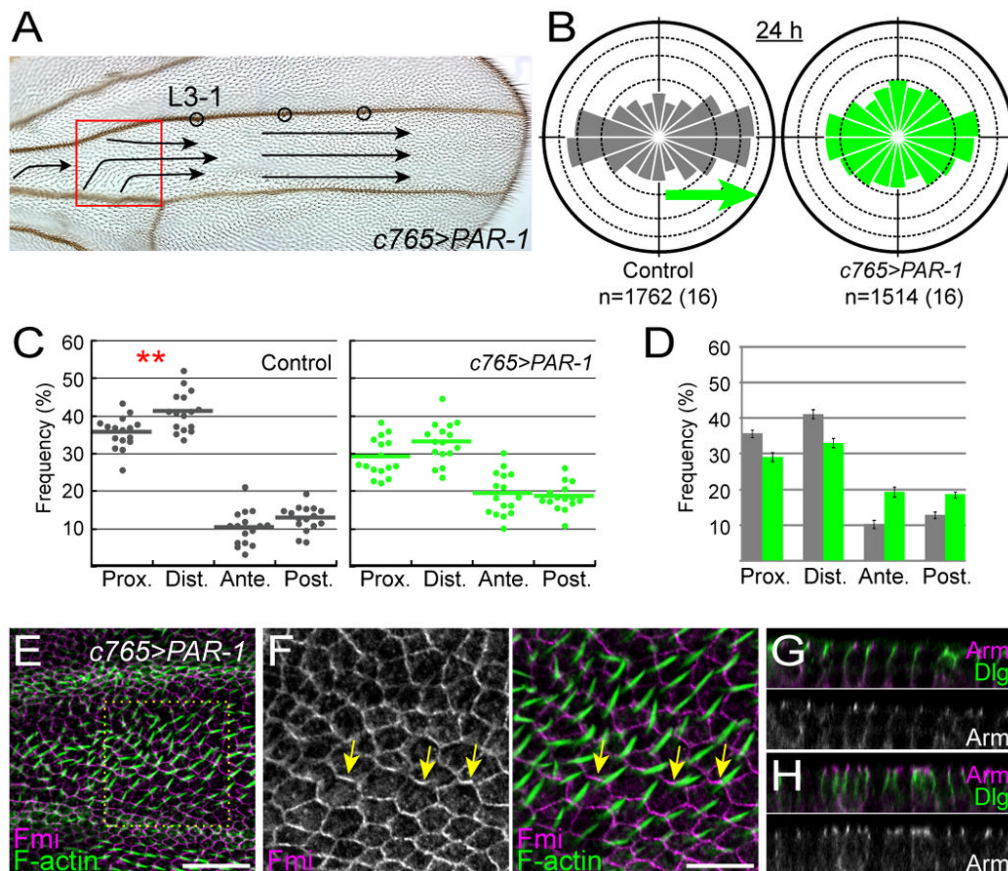 A
L3-1
c765>PAR-1
B
24 h
Control
n=1762 (16)
c765>PAR-1
n=1514 (16)
C
Frequency (%)
60
50
40
30
20
10
**
Control
c765>PAR-1
Prox. Dist. Ante. Post.
Prox. Dist. Ante. Post.
D
Frequency (%)
60
50
40
30
20
10
Prox. Dist. Ante. Post.
E
c765>PAR-1
Fmi
F-actin
F
Fmi
Fmi
F-actin
G
Arm
Dlg
Arm
H
Arm
Dlg
Arm